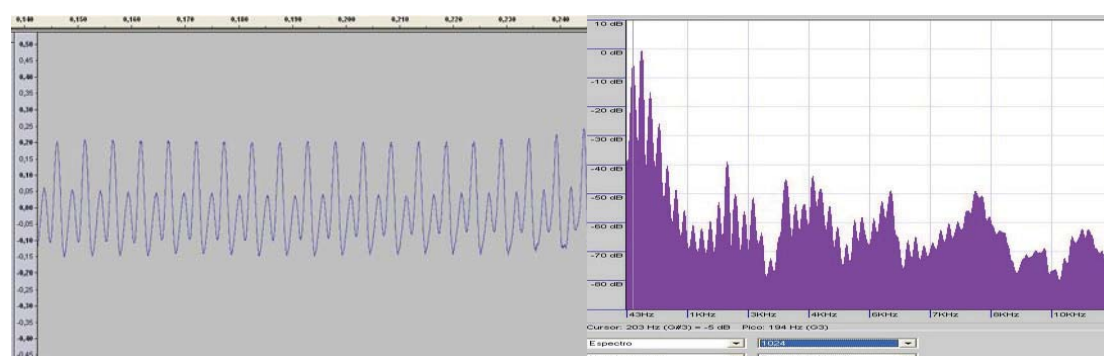 0,140 0,150 0,160 0,170 0,180 0,190 0,200 0,210 0,220 0,230 0,240
0,50
0,45
0,40
0,35
0,30
0,25
0,20
0,15
0,10
0,05
0,00
0,05
-0,10
-0,15
-0,20
0,25
-0,30
0,35
-0,40
-0,45
10 dB
0 dB
-10 dB
-20 dB
-30 dB
-40 dB
-50 dB
-60 dB
-70 dB
-80 dB
43Hz 1KHz 3KHz 4KHz 6KHz 7KHz 8KHz 10KHz
Cursor: 203 Hz (G#3) = -5 dB Pico: 194 Hz (G3)
Espectro 1024